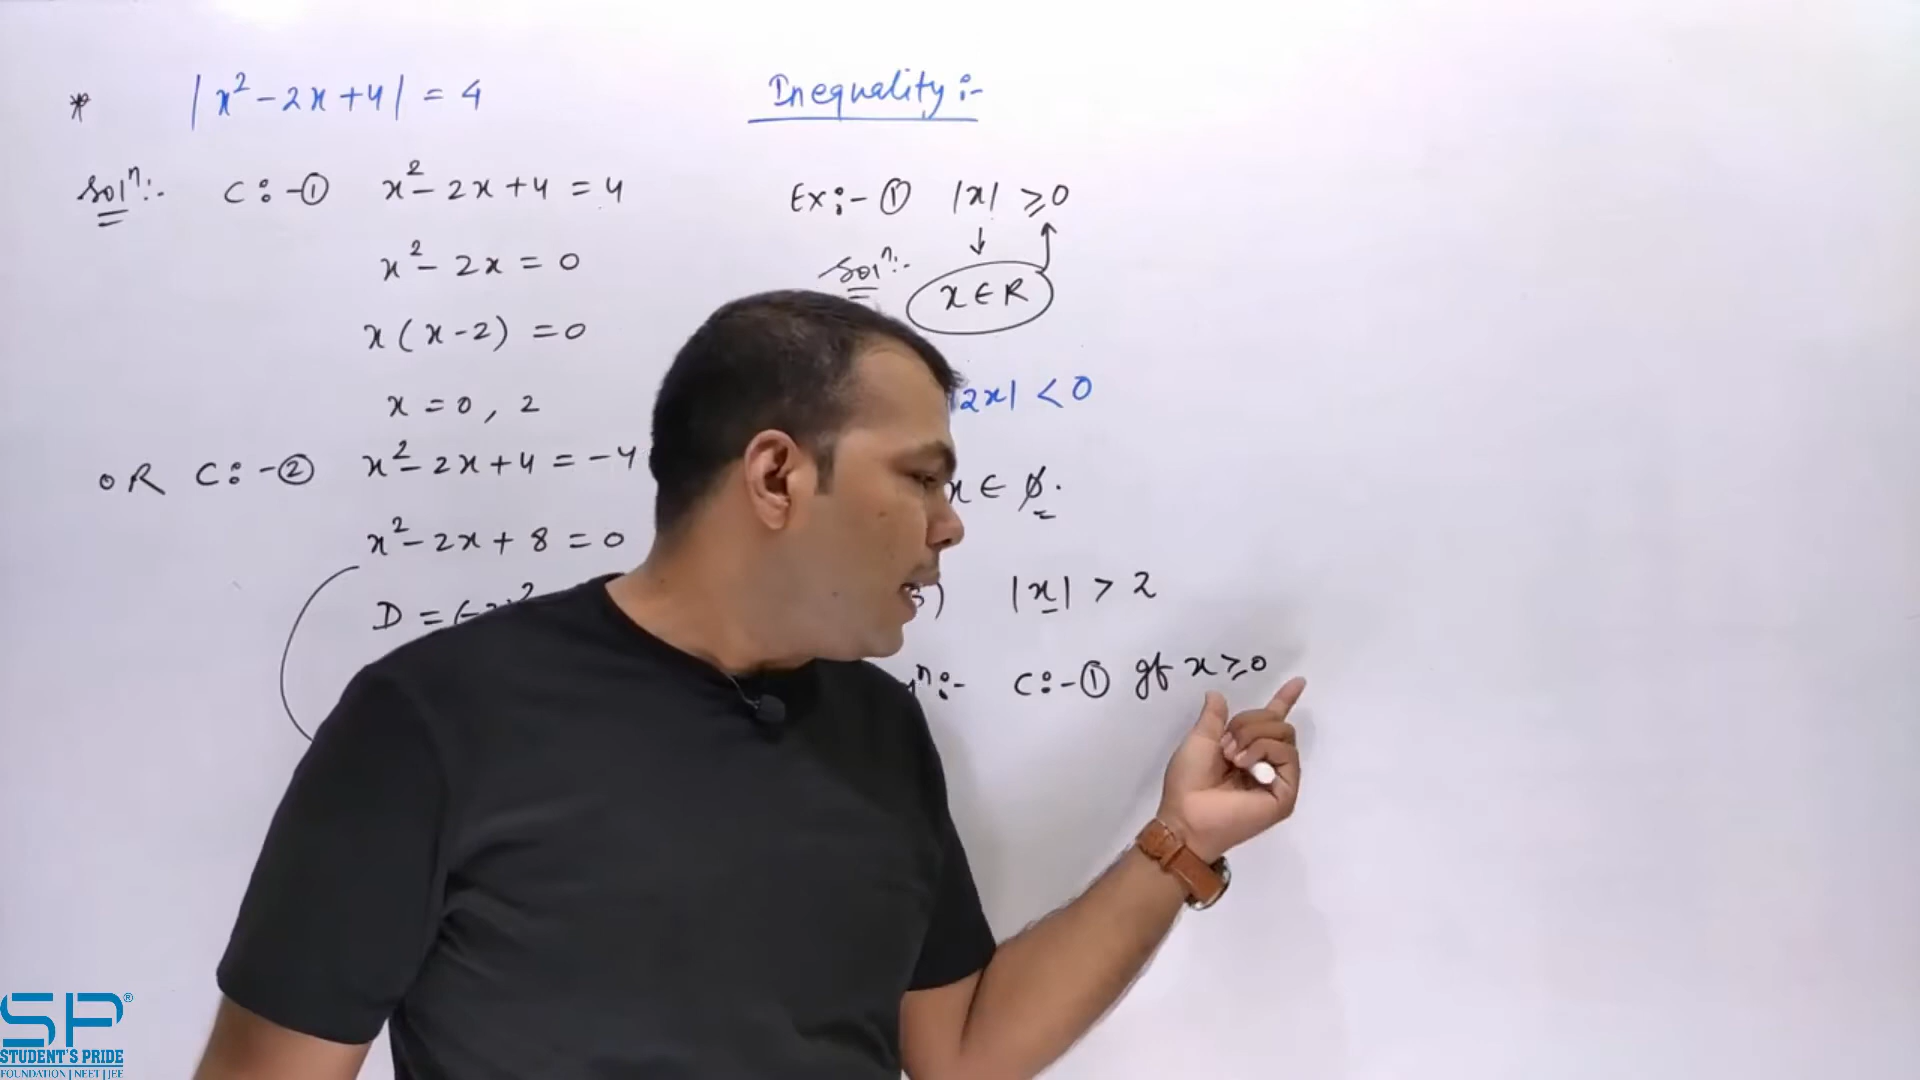 * |x² - 2x + 4| = 4
Solⁿ:- C:-① x² - 2x + 4 = 4
x² - 2x = 0
x(x - 2) = 0
x = 0, 2
OR C:-② x² - 2x + 4 = -4
x² - 2x + 8 = 0
D = (-
Inequality:-
Ex:-① |x| ≥ 0
Solⁿ:- x ∈ R
2x| < 0
x ∈ ϕ.
3) |x| > 2
ⁿ:- C:-① If x ≥ 0
SP®
STUDENT'S PRIDE
FOUNDATION | NEET | JEE